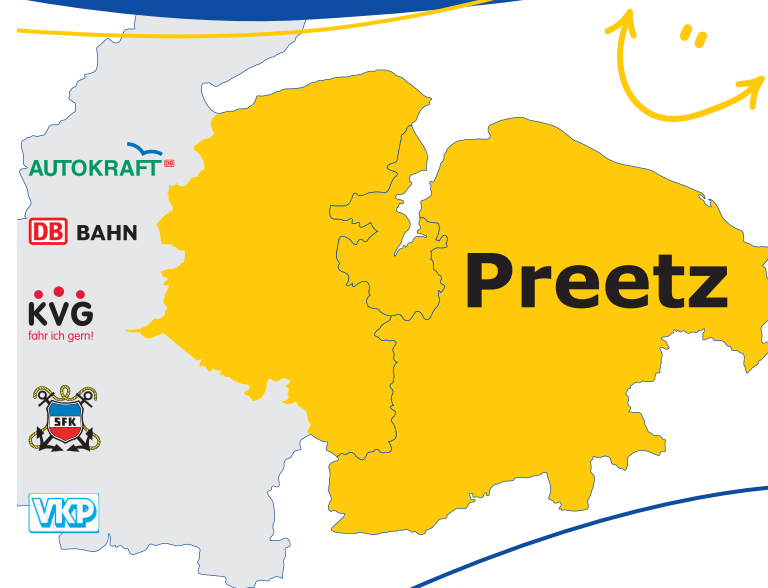 AUTOKRAFT DB
DB BAHN
Preetz
KVG
fahr ich gern!
SFK
VKP